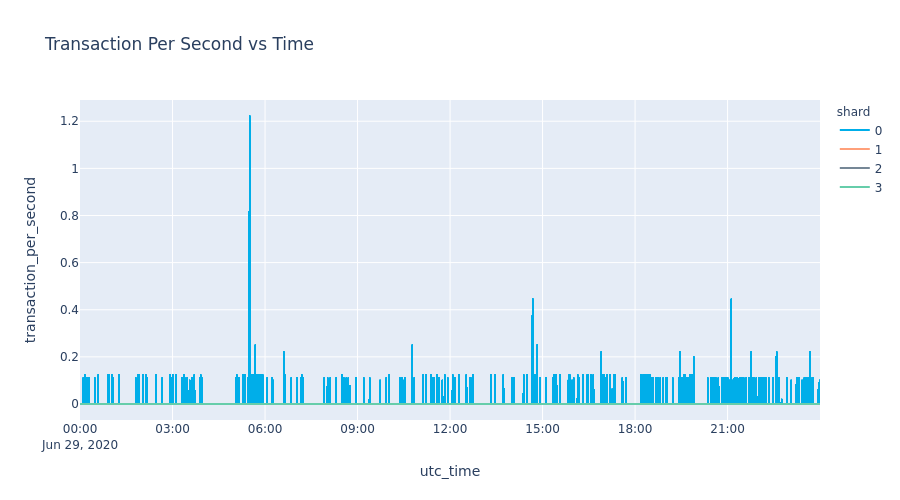 Transaction Per Second vs Time
shard
0
1
2
3
1.2
1
0.8
0.6
0.4
0.2
0
transaction_per_second
00:00 03:00 06:00 09:00 12:00 15:00 18:00 21:00
Jun 29, 2020
utc_time